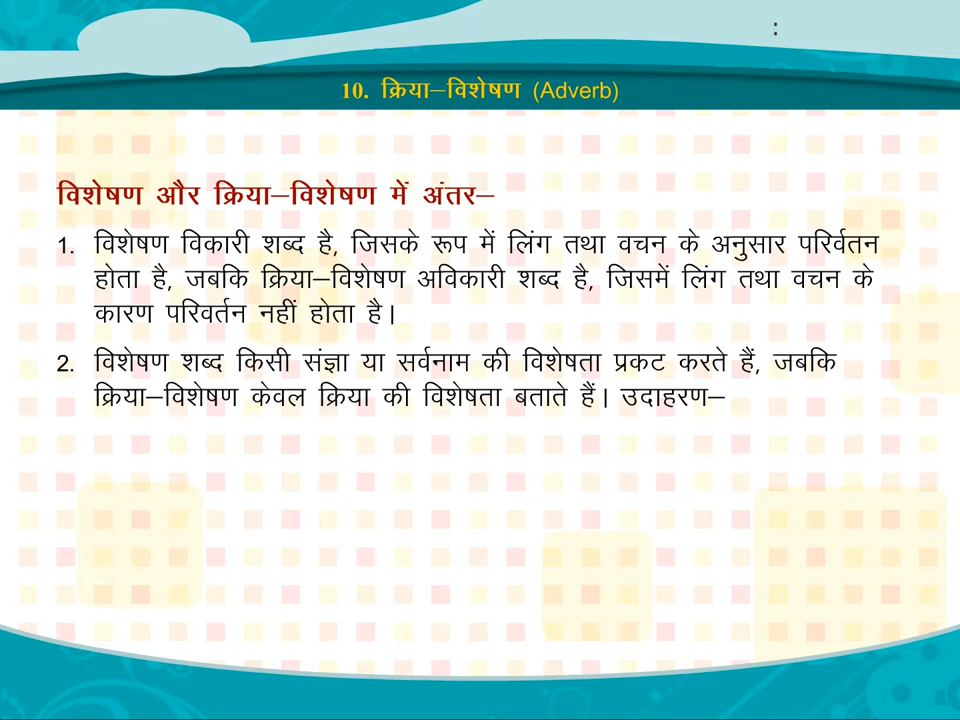 :
10. क्रिया–विशेषण (Adverb)
विशेषण और क्रिया–विशेषण में अंतर–
1. विशेषण विकारी शब्द है, जिसके रूप में लिंग तथा वचन के अनुसार परिर्वतन
होता है, जबकि क्रिया–विशेषण अविकारी शब्द है, जिसमें लिंग तथा वचन के
कारण परिवर्तन नहीं होता है।
2. विशेषण शब्द किसी संज्ञा या सर्वनाम की विशेषता प्रकट करते हैं, जबकि
क्रिया–विशेषण केवल क्रिया की विशेषता बताते हैं। उदाहरण–